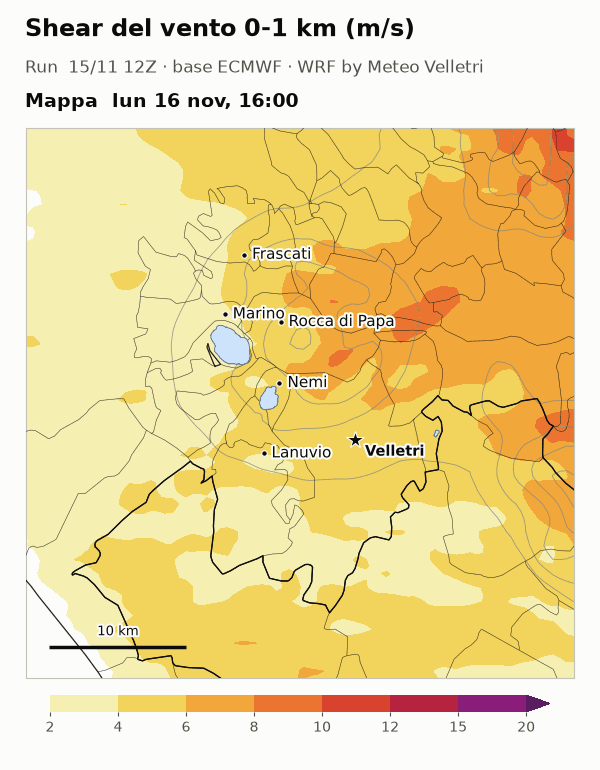 Shear del vento 0-1 km (m/s)
Run 15/11 12Z · base ECMWF · WRF by Meteo Velletri
Mappa lun 16 nov, 16:00
Frascati
Marino
Rocca di Papa
Nemi
Velletri
Lanuvio
10 km
2 4 6 8 10 12 15 20